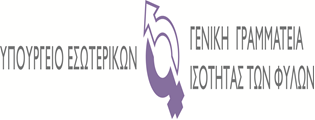 ΥΠΟΥΡΓΕΙΟ ΕΣΩΤΕΡΙΚΩΝ
ΓΕΝΙΚΗ ΓΡΑΜΜΑΤΕΙΑ
ΙΣΟΤΗΤΑΣ ΤΩΝ ΦΥΛΩΝ